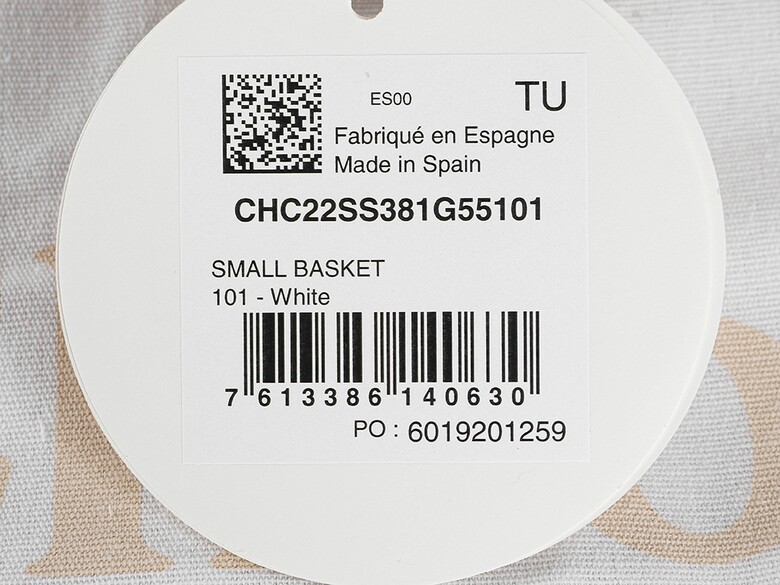 ES00
TU
Fabriqué en Espagne
Made in Spain
CHC22SS381G55101
SMALL BASKET
101 - White
7 613386 140630
PO : 6019201259